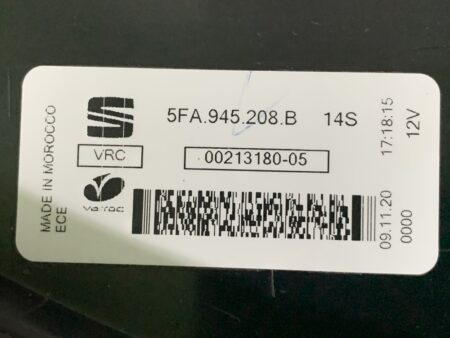 MADE IN MOROCCO
ECE
5FA.945.208.B 14S
VRC
00213180-05
Valeo
17:18:15
12V
09.11.20
0000